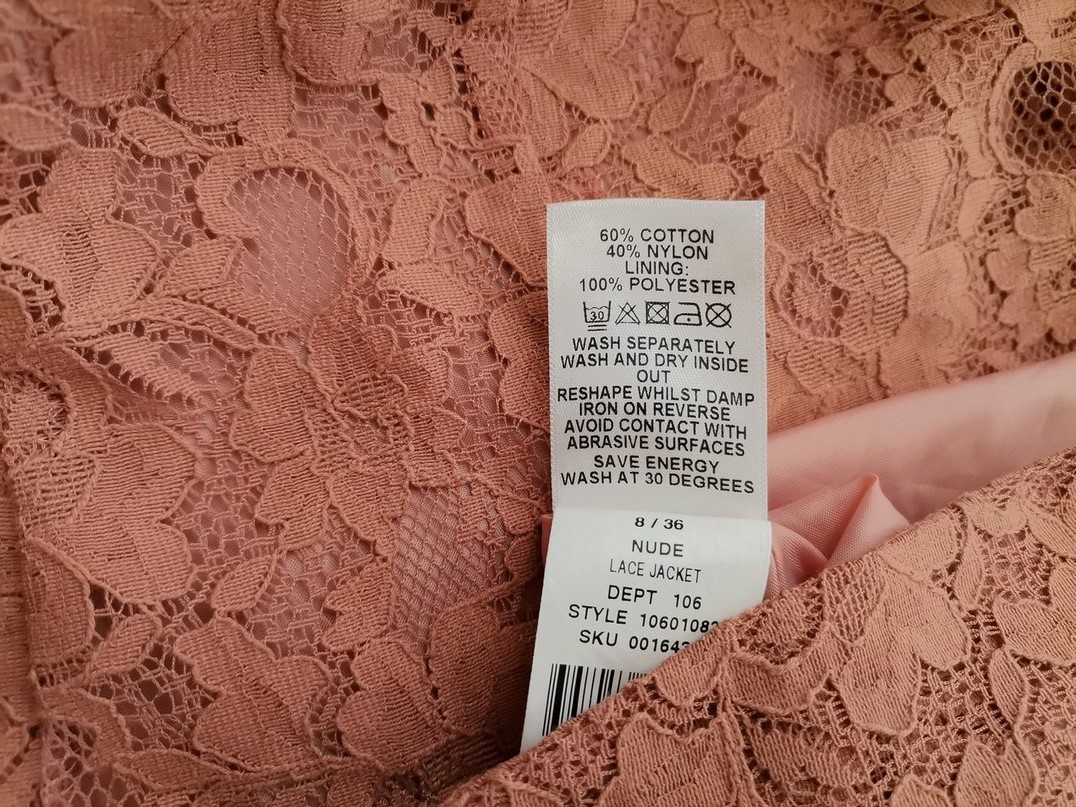 60% COTTON
40% NYLON
LINING:
100% POLYESTER
30
WASH SEPARATELY
WASH AND DRY INSIDE
OUT
RESHAPE WHILST DAMP
IRON ON REVERSE
AVOID CONTACT WITH
ABRASIVE SURFACES
SAVE ENERGY
WASH AT 30 DEGREES
8 / 36
NUDE
LACE JACKET
DEPT 106
STYLE
SKU